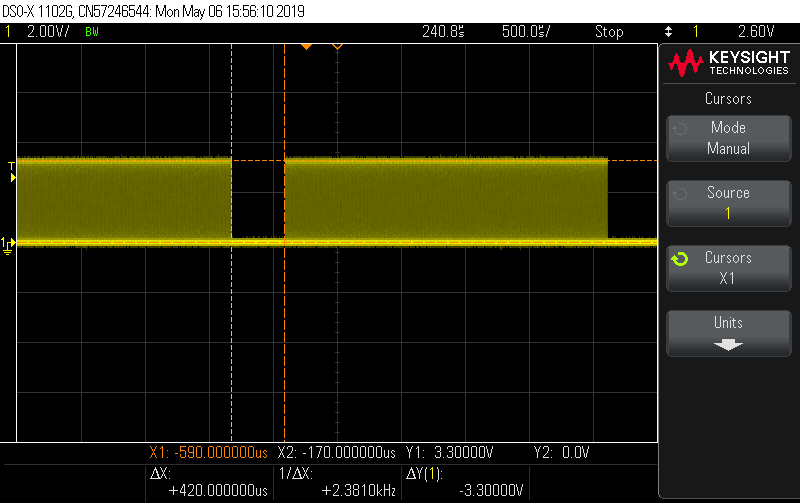 DSO-X 1102G, CN57246544: Mon May 06 15:56:10 2019
1 2.00V/ BW 240.8us 500.0us/ Stop 1 2.60V
KEYSIGHT
TECHNOLOGIES
Cursors
Mode
Manual
Source
1
Cursors
X1
Units
T
1
X1: -590.000000us X2: -170.000000us Y1: 3.30000V Y2: 0.0V
ΔX: 1/ΔX: ΔY(1):
+420.000000us +2.3810kHz -3.30000V